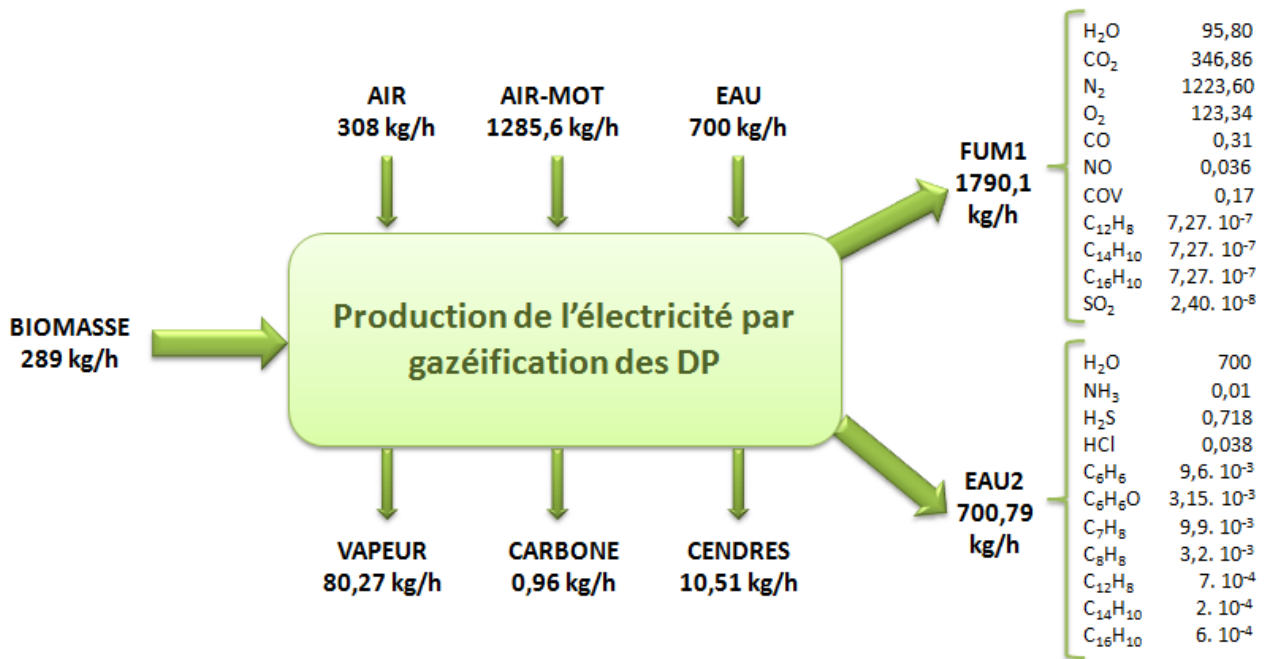 AIR
308 kg/h
AIR-MOT
1285,6 kg/h
EAU
700 kg/h
BIOMASSE
289 kg/h
Production de l’électricité par
gazéification des DP
VAPEUR
80,27 kg/h
CARBONE
0,96 kg/h
CENDRES
10,51 kg/h
FUM1
1790,1
kg/h
H₂O 95,80
CO₂ 346,86
N₂ 1223,60
O₂ 123,34
CO 0,31
NO 0,036
COV 0,17
C₁₂H₈ 7,27. 10⁻⁷
C₁₄H₁₀ 7,27. 10⁻⁷
C₁₆H₁₀ 7,27. 10⁻⁷
SO₂ 2,40. 10⁻⁸
EAU2
700,79
kg/h
H₂O 700
NH₃ 0,01
H₂S 0,718
HCl 0,038
C₆H₆ 9,6. 10⁻³
C₆H₆O 3,15. 10⁻³
C₇H₈ 9,9. 10⁻³
C₈H₈ 3,2. 10⁻³
C₁₂H₈ 7. 10⁻⁴
C₁₄H₁₀ 2. 10⁻⁴
C₁₆H₁₀ 6. 10⁻⁴